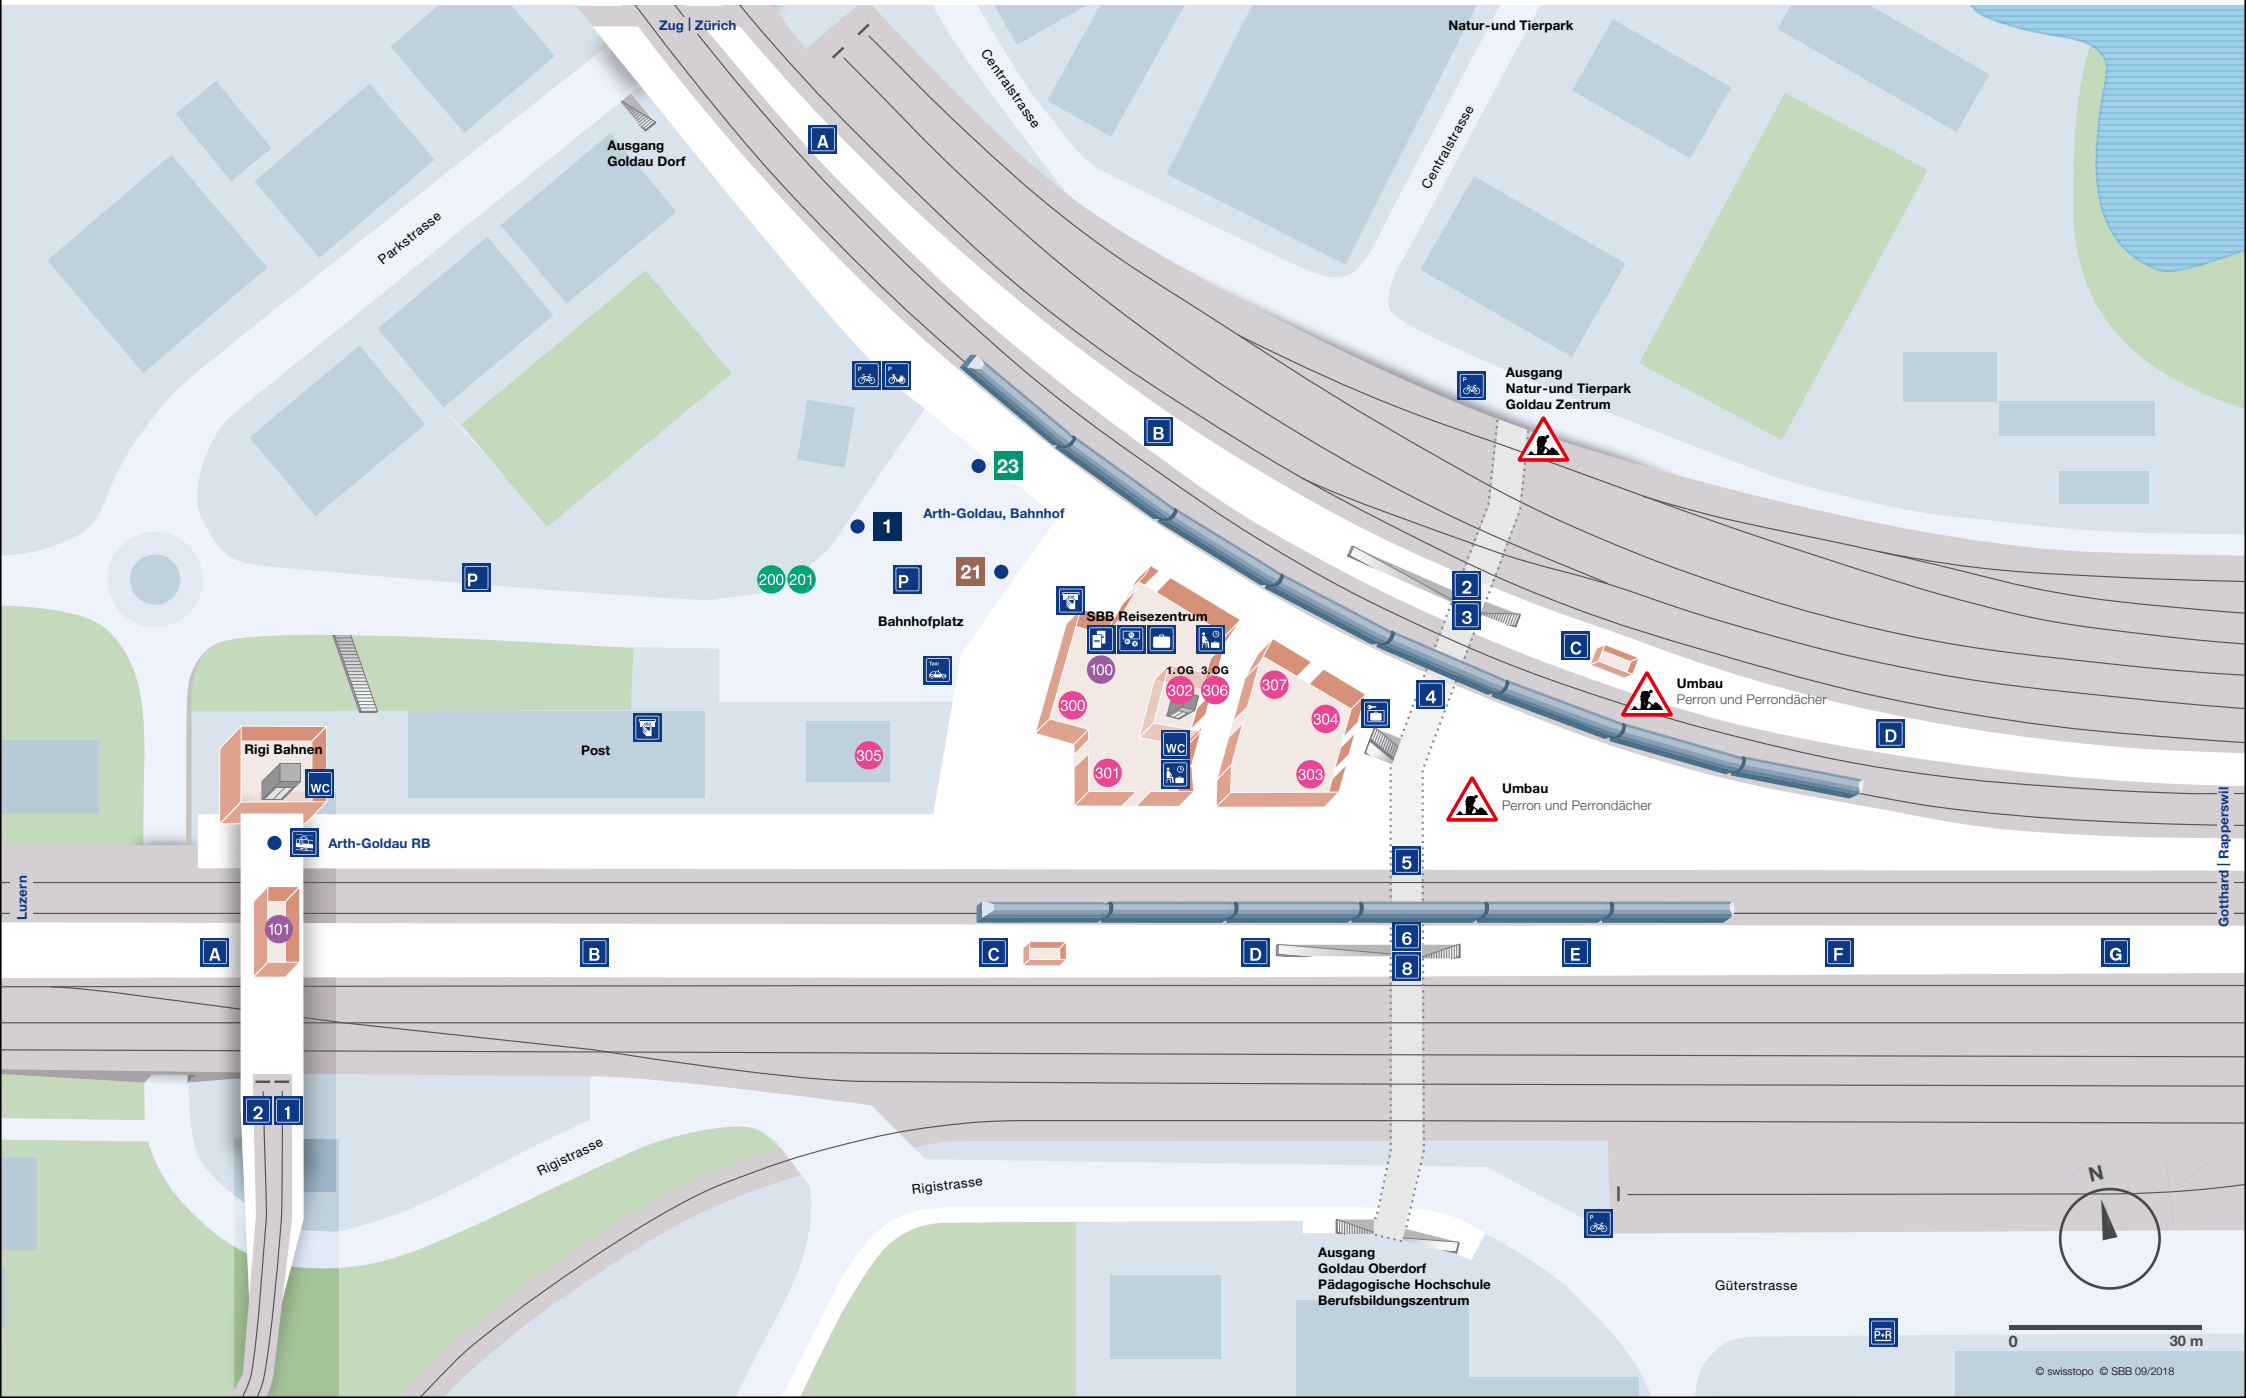 Zug | Zürich
Natur-und Tierpark
Centralstrasse
Centralstrasse
A
Ausgang
Goldau Dorf
Parkstrasse
P
P
P
Ausgang
Natur-und Tierpark
Goldau Zentrum
B
23
Arth-Goldau, Bahnhof
1
21
P
200
201
P
Bahnhofplatz
2
3
SBB Reisezentrum
C
100
1. OG
3. OG
302
306
307
300
304
4
Umbau
Perron und Perrondächer
Taxi
D
Rigi Bahnen
Post
305
WC
WC
301
303
Umbau
Perron und Perrondächer
Arth-Goldau RB
5
Luzern
Gotthard | Rapperswil
101
A
B
C
D
6
8
E
F
G
2
1
Rigistrasse
Rigistrasse
P
N
Ausgang
Goldau Oberdorf
Pädagogische Hochschule
Berufsbildungszentrum
Güterstrasse
P+R
0
30 m
© swisstopo © SBB 09/2018